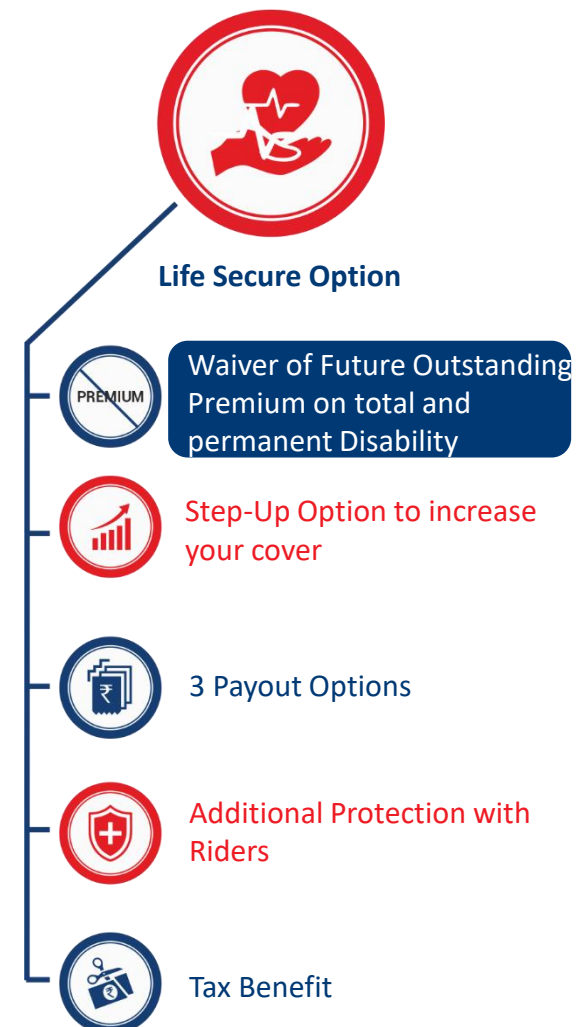 Life Secure Option
PREMIUM
Waiver of Future Outstanding
Premium on total and
permanent Disability
Step-Up Option to increase
your cover
₹
3 Payout Options
Additional Protection with
Riders
₹
Tax Benefit